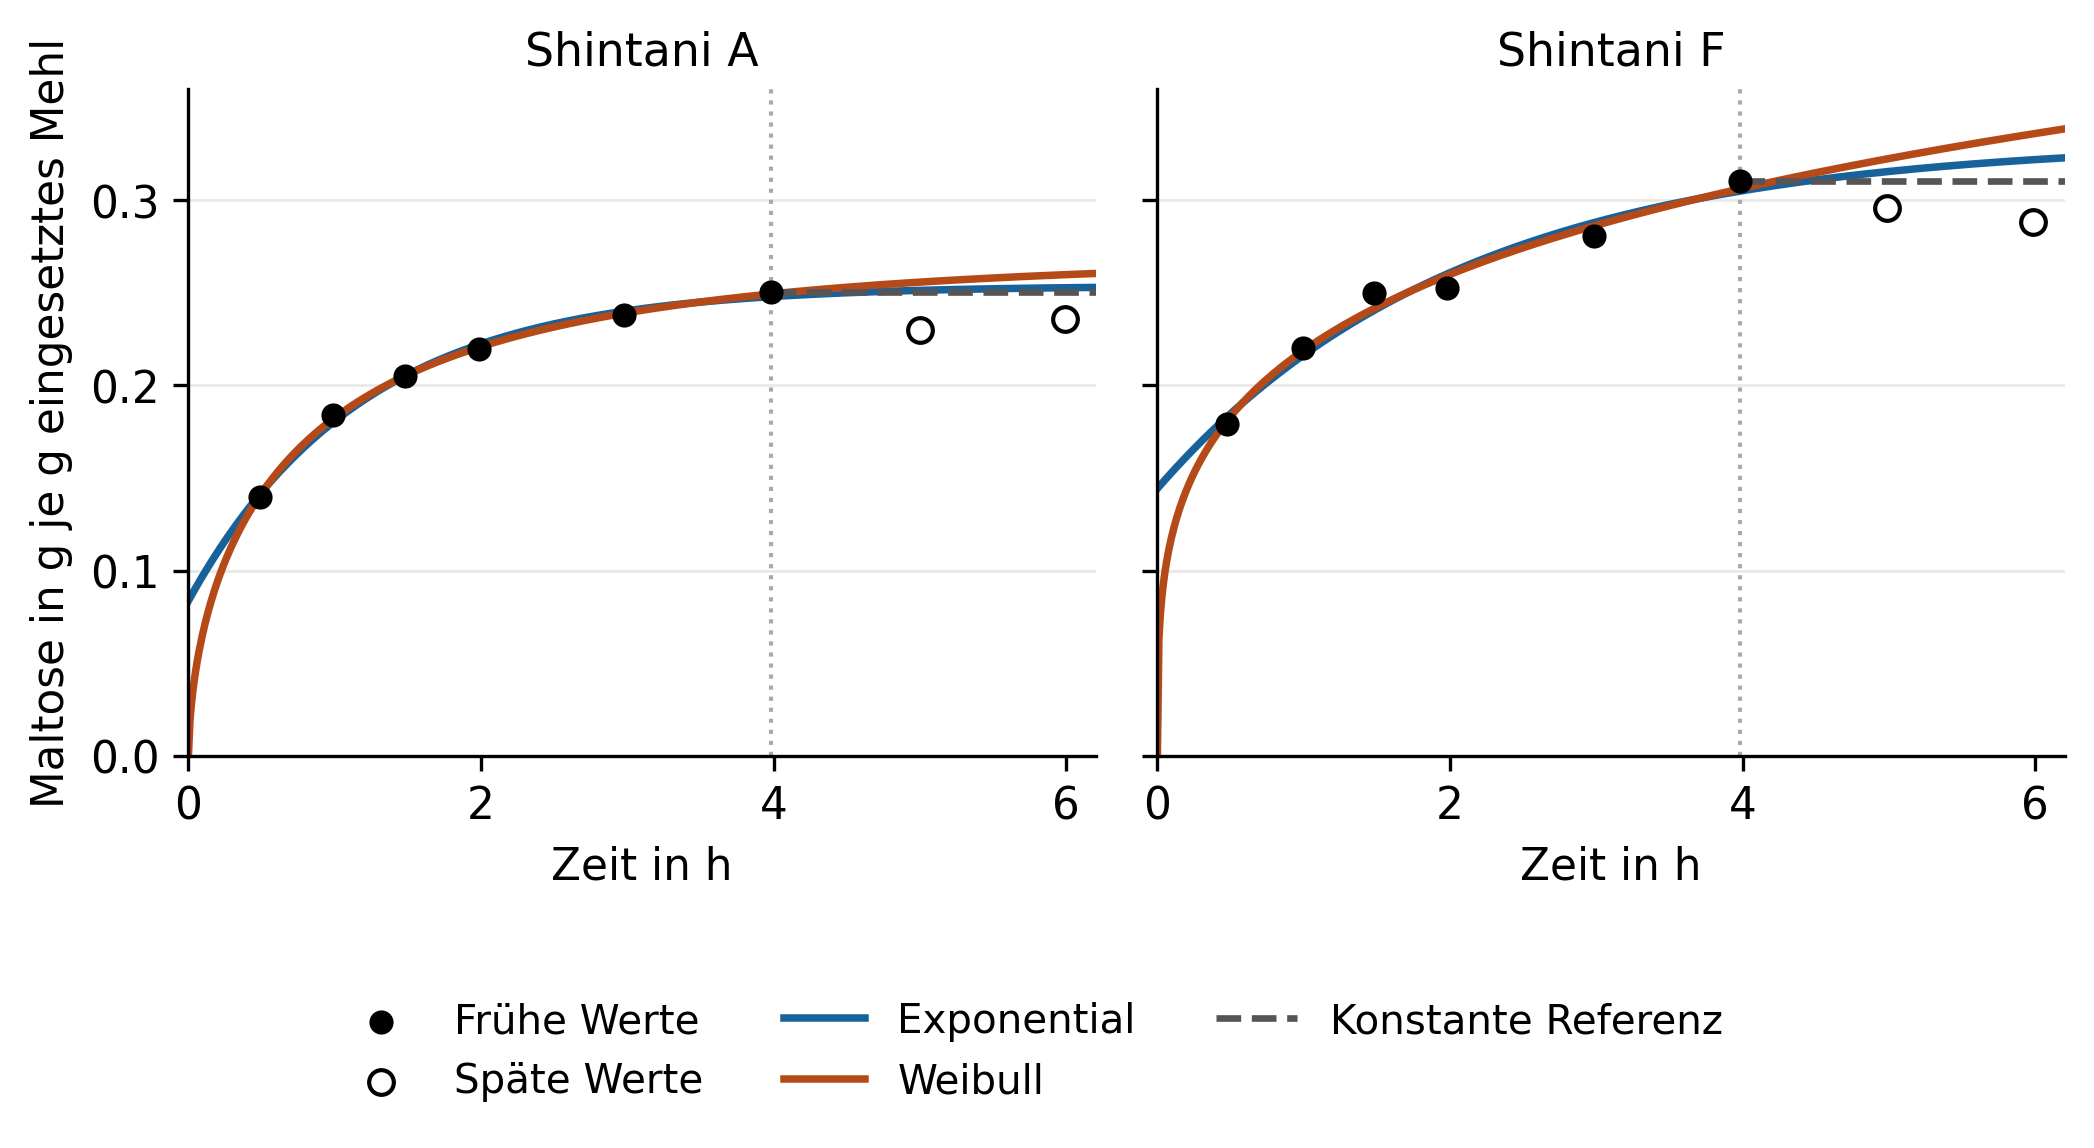 Shintani A
Shintani F
Maltose in g je g eingesetztes Mehl
0.3
0.2
0.1
0.0
0 2 4 6
0 2 4 6
Zeit in h
Zeit in h
Frühe Werte
Späte Werte
Exponential
Weibull
Konstante Referenz